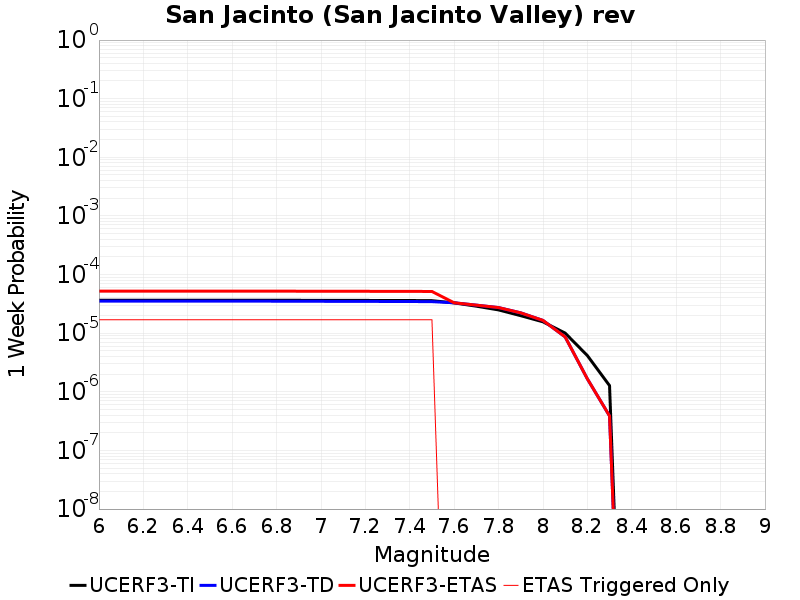 San Jacinto (San Jacinto Valley) rev
10^0
10^-1
10^-2
10^-3
10^-4
10^-5
10^-6
10^-7
10^-8
1 Week Probability
6 6.2 6.4 6.6 6.8 7 7.2 7.4 7.6 7.8 8 8.2 8.4 8.6 8.8 9
Magnitude
UCERF3-TI UCERF3-TD UCERF3-ETAS ETAS Triggered Only